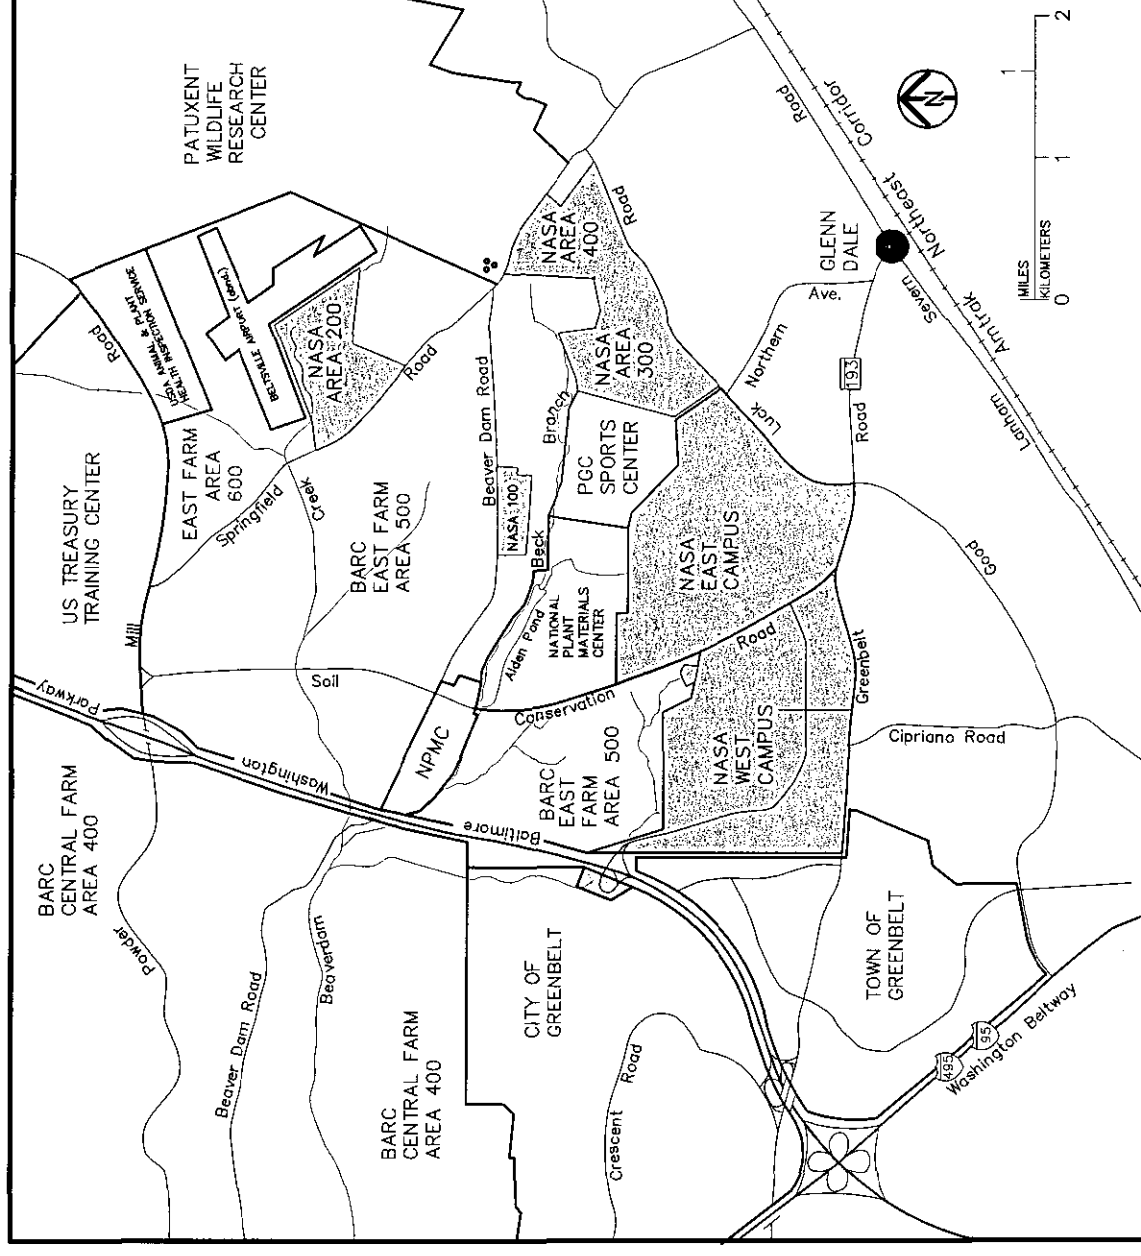 PATUXENT
WILDLIFE
RESEARCH
CENTER
US TREASURY
TRAINING CENTER
BARC
CENTRAL FARM
AREA 400
Parkway
Mill
Road
USDA ANIMAL & PLANT
HEALTH INSPECTION SERVICE
BELTSVILLE AIRPORT (abnd.)
EAST FARM
AREA
600
NASA
AREA 200
Springfield
Road
Creek
Powder
Soil
Washington
BARC
EAST FARM
AREA 500
Beaver Dam Road
NASA 100
NASA
AREA
400
Beaver Dam Road
Beaverdam
NPMC
Alden Pond
Beck
Branch
NATIONAL
PLANT
MATERIALS
CENTER
PGC
SPORTS
CENTER
NASA
AREA
300
Road
Baltimore
Conservation
Road
BARC
EAST
FARM
AREA 500
BARC
CENTRAL FARM
AREA 400
CITY OF
GREENBELT
NASA
EAST
CAMPUS
NASA
WEST
CAMPUS
Luck
Northern
Ave.
GLENN
DALE
Crescent
Road
Greenbelt
Road
193
Cipriano Road
Good
TOWN OF
GREENBELT
Lanham
Severn
Road
Amtrak
Northeast
Corridor
495
95
Washington Beltway
N
MILES
KILOMETERS
0
1
1
2